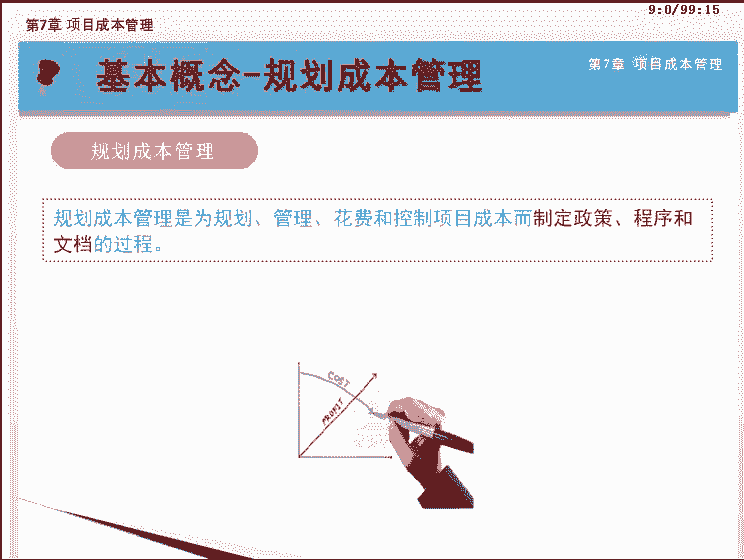 9:0/99:15
第7章 项目成本管理
基本概念-规划成本管理
第7章 项目成本管理
规划成本管理
规划成本管理是为规划、管理、花费和控制项目成本而制定政策、程序和
文档的过程。
COST
PROFIT